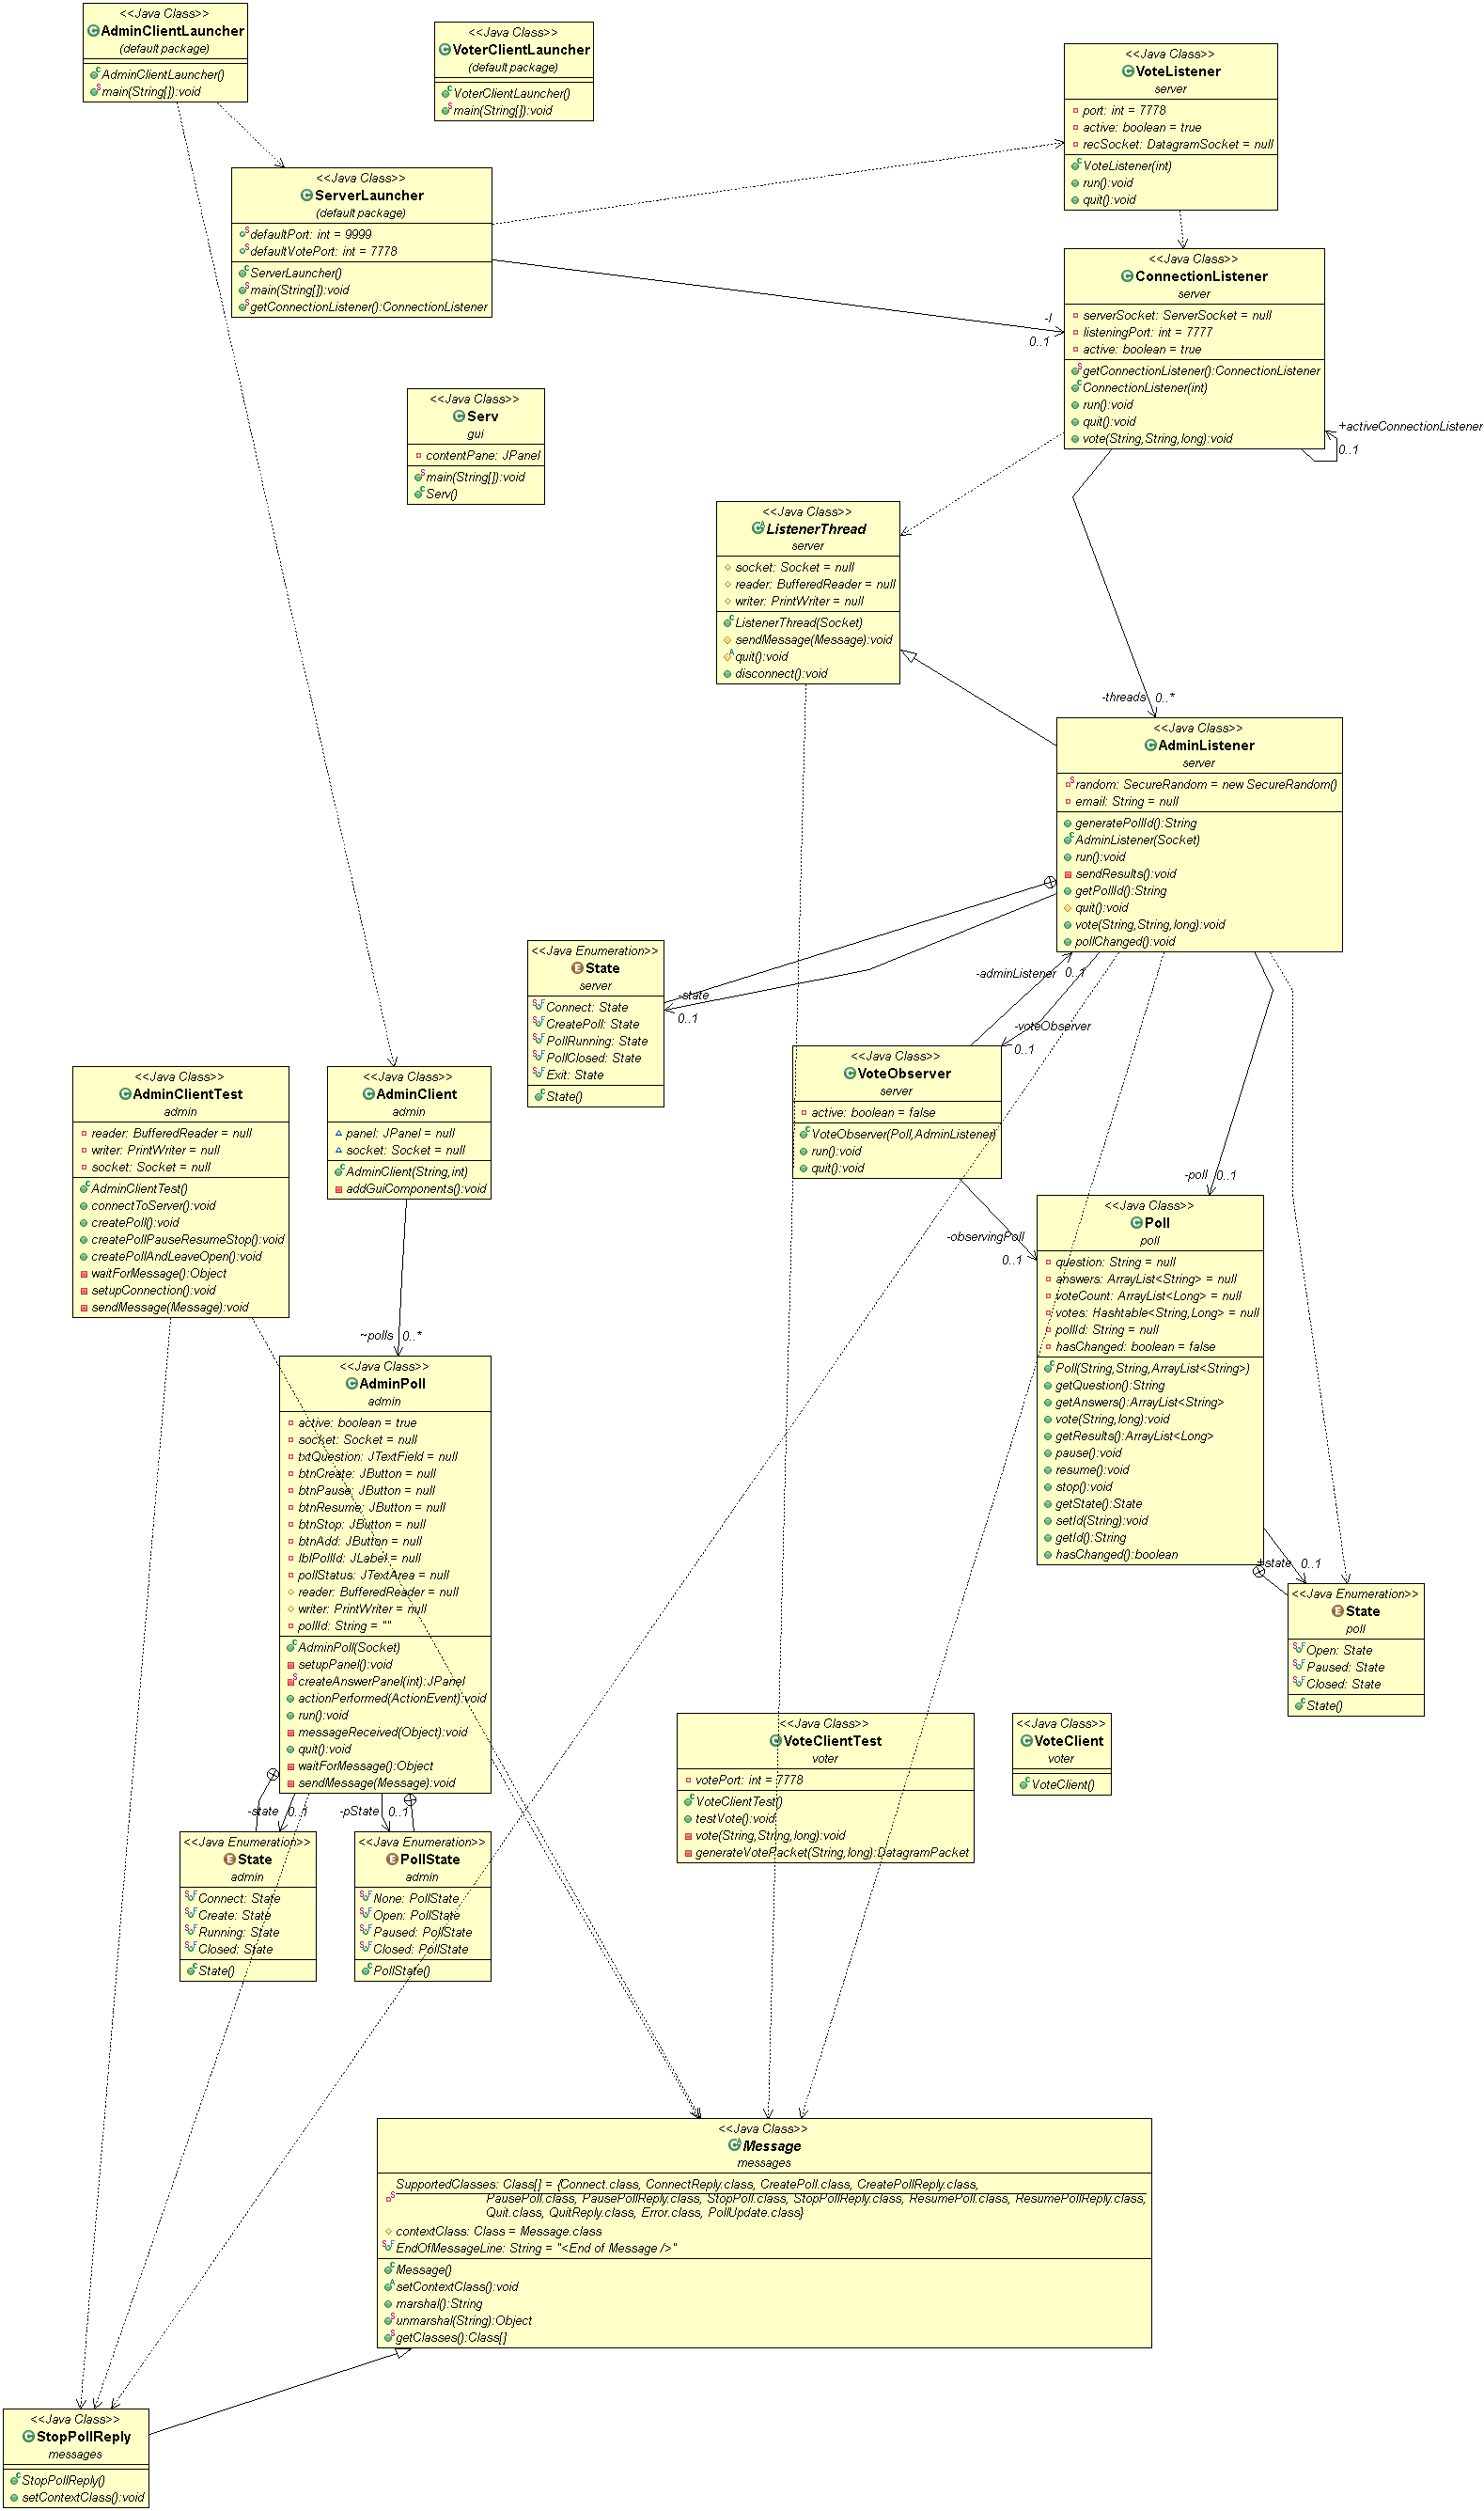 <<Java Class>>
AdminClientLauncher
(default package)
AdminClientLauncher()
main(String[]):void
<<Java Class>>
VoterClientLauncher
(default package)
VoterClientLauncher()
main(String[]):void
<<Java Class>>
VoteListener
server
port: int = 7778
active: boolean = true
recSocket: DatagramSocket = null
VoteListener(int)
run():void
quit():void
<<Java Class>>
ServerLauncher
(default package)
defaultPort: int = 9999
defaultVotePort: int = 7778
ServerLauncher()
main(String[]):void
getConnectionListener():ConnectionListener
-l
0..1
<<Java Class>>
ConnectionListener
server
serverSocket: ServerSocket = null
listeningPort: int = 7777
active: boolean = true
getConnectionListener():ConnectionListener
ConnectionListener(int)
run():void
quit():void
vote(String,String,long):void
+activeConnectionListener
0..1
<<Java Class>>
Serv
gui
contentPane: JPanel
main(String[]):void
Serv()
<<Java Class>>
ListenerThread
server
socket: Socket = null
reader: BufferedReader = null
writer: PrintWriter = null
ListenerThread(Socket)
sendMessage(Message):void
quit():void
disconnect():void
-threads 0..*
<<Java Class>>
AdminListener
server
random: SecureRandom = new SecureRandom()
email: String = null
generatePollId():String
AdminListener(Socket)
run():void
sendResults():void
getPollId():String
quit():void
vote(String,String,long):void
pollChanged():void
<<Java Enumeration>>
State
server
Connect: State
CreatePoll: State
PollRunning: State
PollClosed: State
Exit: State
State()
-state
0..1
-adminListener 0..1
-voteObserver
0..1
<<Java Class>>
VoteObserver
server
active: boolean = false
VoteObserver(Poll,AdminListener)
run():void
quit():void
-observingPoll
0..1
-poll 0..1
<<Java Class>>
AdminClientTest
admin
reader: BufferedReader = null
writer: PrintWriter = null
socket: Socket = null
AdminClientTest()
connectToServer():void
createPoll():void
createPollPauseResumeStop():void
createPollAndLeaveOpen():void
waitForMessage():Object
setupConnection():void
sendMessage(Message):void
<<Java Class>>
AdminClient
admin
panel: JPanel = null
socket: Socket = null
AdminClient(String,int)
addGuiComponents():void
~polls 0..*
<<Java Class>>
Poll
poll
question: String = null
answers: ArrayList<String> = null
voteCount: ArrayList<Long> = null
votes: Hashtable<String,Long> = null
pollId: String = null
hasChanged: boolean = false
Poll(String,String,ArrayList<String>)
getQuestion():String
getAnswers():ArrayList<String>
vote(String,long):void
getResults():ArrayList<Long>
pause():void
resume():void
stop():void
getState():State
setId(String):void
getId():String
hasChanged():boolean
+state 0..1
<<Java Enumeration>>
State
poll
Open: State
Paused: State
Closed: State
State()
<<Java Class>>
AdminPoll
admin
active: boolean = true
socket: Socket = null
txtQuestion: JTextField = null
btnCreate: JButton = null
btnPause: JButton = null
btnResume: JButton = null
btnStop: JButton = null
btnAdd: JButton = null
lblPollId: JLabel = null
pollStatus: JTextArea = null
reader: BufferedReader = null
writer: PrintWriter = null
pollId: String = ""
AdminPoll(Socket)
setupPanel():void
createAnswerPanel(int):JPanel
actionPerformed(ActionEvent):void
run():void
messageReceived(Object):void
quit():void
waitForMessage():Object
sendMessage(Message):void
-state 0..1
-pState 0..1
<<Java Enumeration>>
State
admin
Connect: State
Create: State
Running: State
Closed: State
State()
<<Java Enumeration>>
PollState
admin
None: PollState
Open: PollState
Paused: PollState
Closed: PollState
PollState()
<<Java Class>>
VoteClientTest
voter
votePort: int = 7778
VoteClientTest()
testVote():void
vote(String,String,long):void
generateVotePacket(String,long):DatagramPacket
<<Java Class>>
VoteClient
voter
VoteClient()
<<Java Class>>
Message
messages
SupportedClasses: Class[] = {Connect.class, ConnectReply.class, CreatePoll.class, CreatePollReply.class,
PausePoll.class, PausePollReply.class, StopPoll.class, StopPollReply.class, ResumePoll.class, ResumePollReply.class,
Quit.class, QuitReply.class, Error.class, PollUpdate.class}
contextClass: Class = Message.class
EndOfMessageLine: String = "<End of Message />"
Message()
setContextClass():void
marshal():String
unmarshal(String):Object
getClasses():Class[]
<<Java Class>>
StopPollReply
messages
StopPollReply()
setContextClass():void